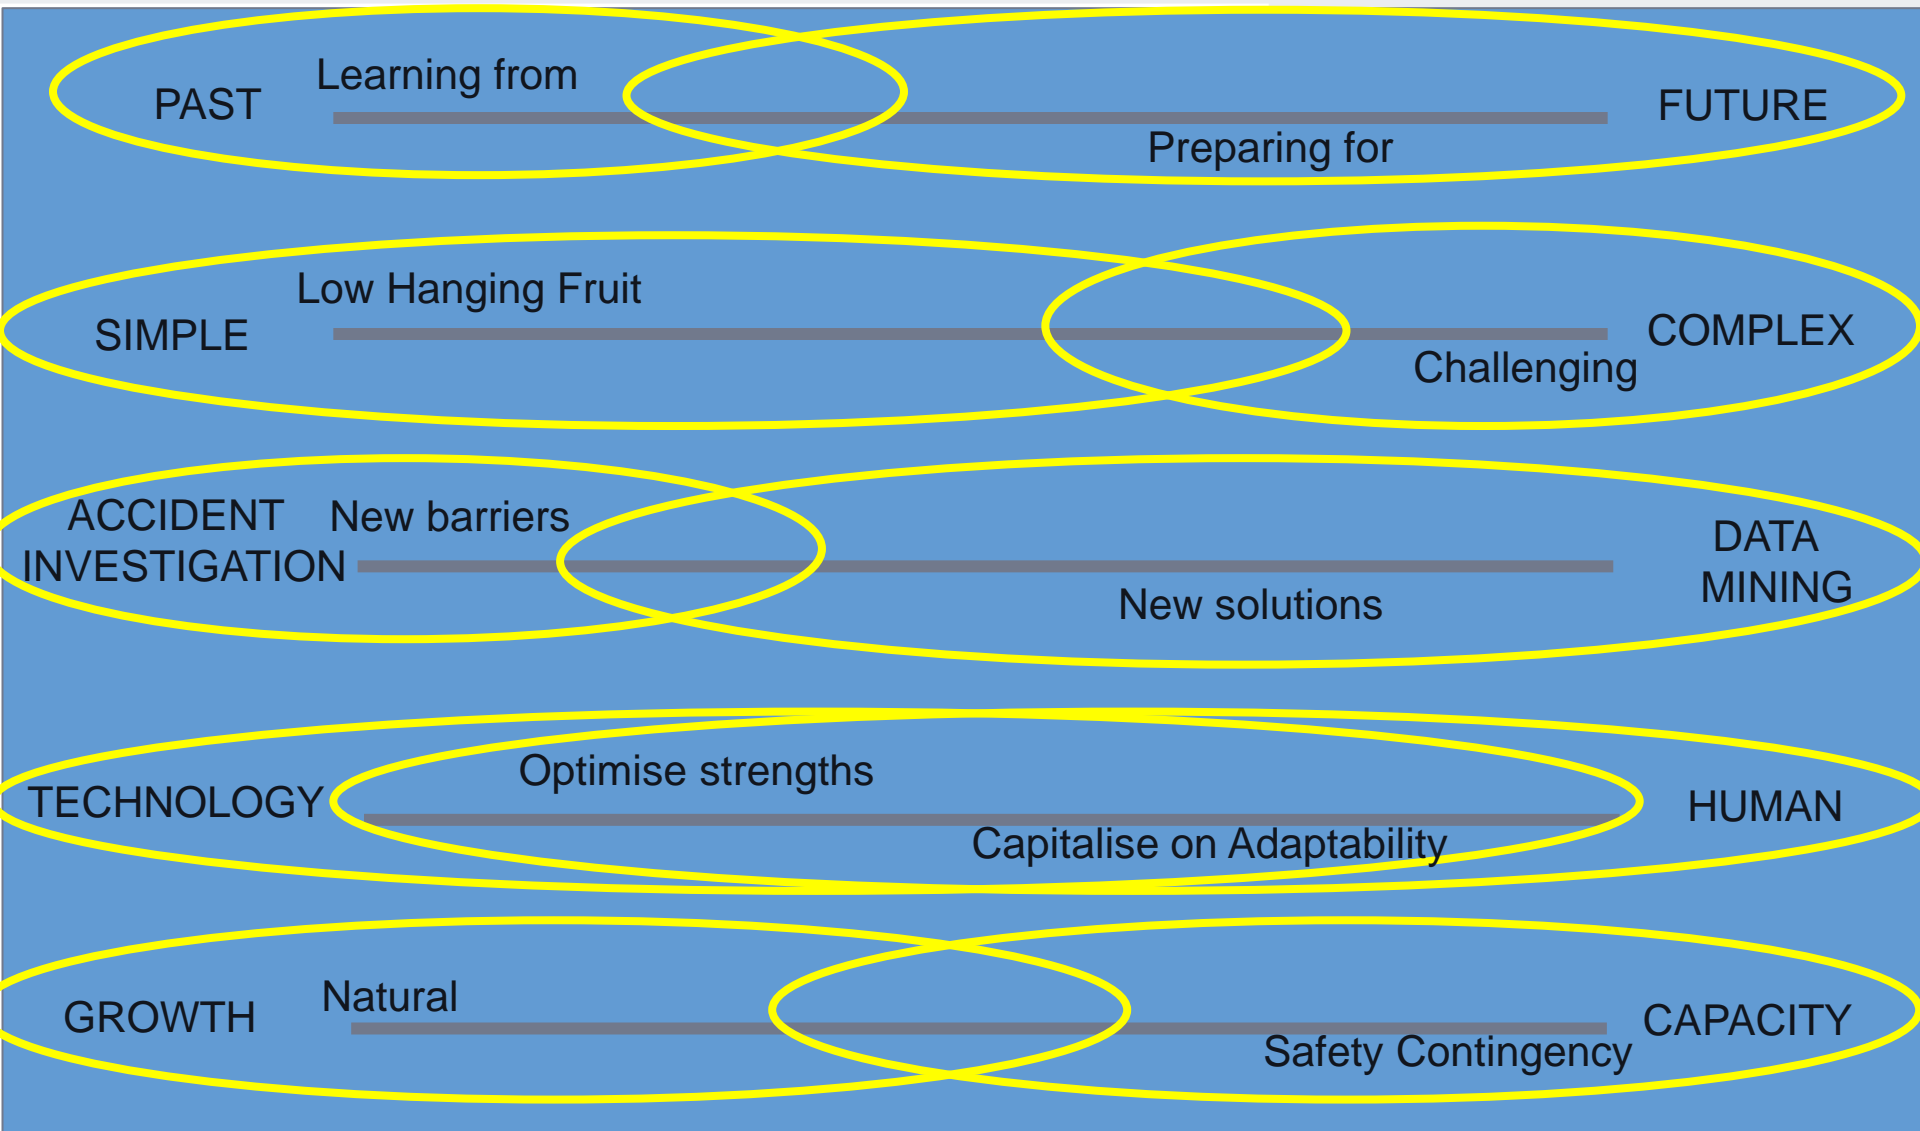 PAST
Learning from
Preparing for
FUTURE
SIMPLE
Low Hanging Fruit
Challenging
COMPLEX
ACCIDENT
INVESTIGATION
New barriers
New solutions
DATA
MINING
TECHNOLOGY
Optimise strengths
Capitalise on Adaptability
HUMAN
GROWTH
Natural
Safety Contingency
CAPACITY